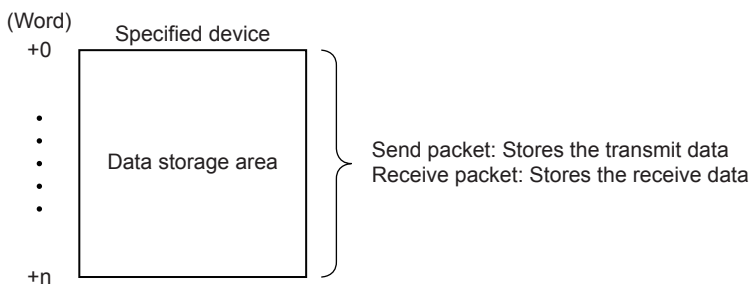 (Word)
Specified device
+0
Data storage area
Send packet: Stores the transmit data
Receive packet: Stores the receive data
+n